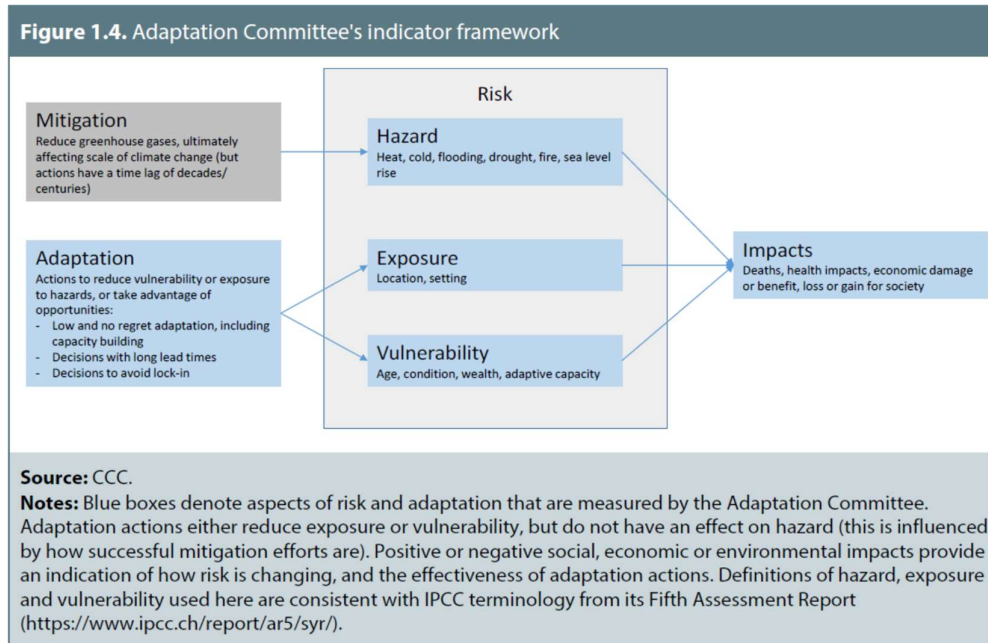 Figure 1.4. Adaptation Committee's indicator framework
Risk
Mitigation
Reduce greenhouse gases, ultimately
affecting scale of climate change (but
actions have a time lag of decades/
centuries)
Hazard
Heat, cold, flooding, drought, fire, sea level
rise
Adaptation
Actions to reduce vulnerability or exposure
to hazards, or take advantage of
opportunities:
- Low and no regret adaptation, including
capacity building
- Decisions with long lead times
- Decisions to avoid lock-in
Exposure
Location, setting
Vulnerability
Age, condition, wealth, adaptive capacity
Impacts
Deaths, health impacts, economic damage
or benefit, loss or gain for society
Source: CCC.
Notes: Blue boxes denote aspects of risk and adaptation that are measured by the Adaptation Committee.
Adaptation actions either reduce exposure or vulnerability, but do not have an effect on hazard (this is influenced
by how successful mitigation efforts are). Positive or negative social, economic or environmental impacts provide
an indication of how risk is changing, and the effectiveness of adaptation actions. Definitions of hazard, exposure
and vulnerability used here are consistent with IPCC terminology from its Fifth Assessment Report
(https://www.ipcc.ch/report/ar5/syr/).